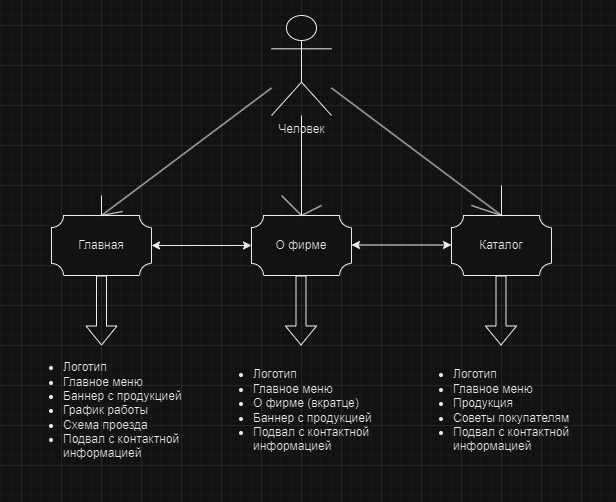 Человек
Главная
О фирме
Каталог
Логотип
Главное меню
Баннер с продукцией
График работы
Схема проезда
Подвал с контактной
информацией
Логотип
Главное меню
О фирме (вкратце)
Баннер с продукцией
Подвал с контактной
информацией
Логотип
Главное меню
Продукция
Советы покупателям
Подвал с контактной
информацией